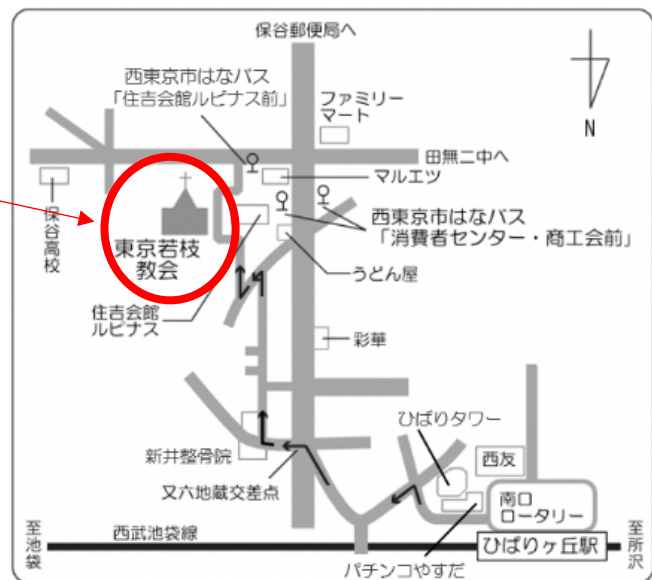 保谷郵便局へ
西東京市はなバス
「住吉会館ルピナス前」
ファミリー
マート
N
田無二中へ
マルエツ
保谷高校
西東京市はなバス
「消費者センター・商工会前」
東京若枝
教会
うどん屋
住吉会館
ルピナス
彩華
ひばりタワー
新井整骨院
西友
又六地蔵交差点
南口
ロータリー
至池袋
西武池袋線
ひばりヶ丘駅
至所沢
パチンコやすだ